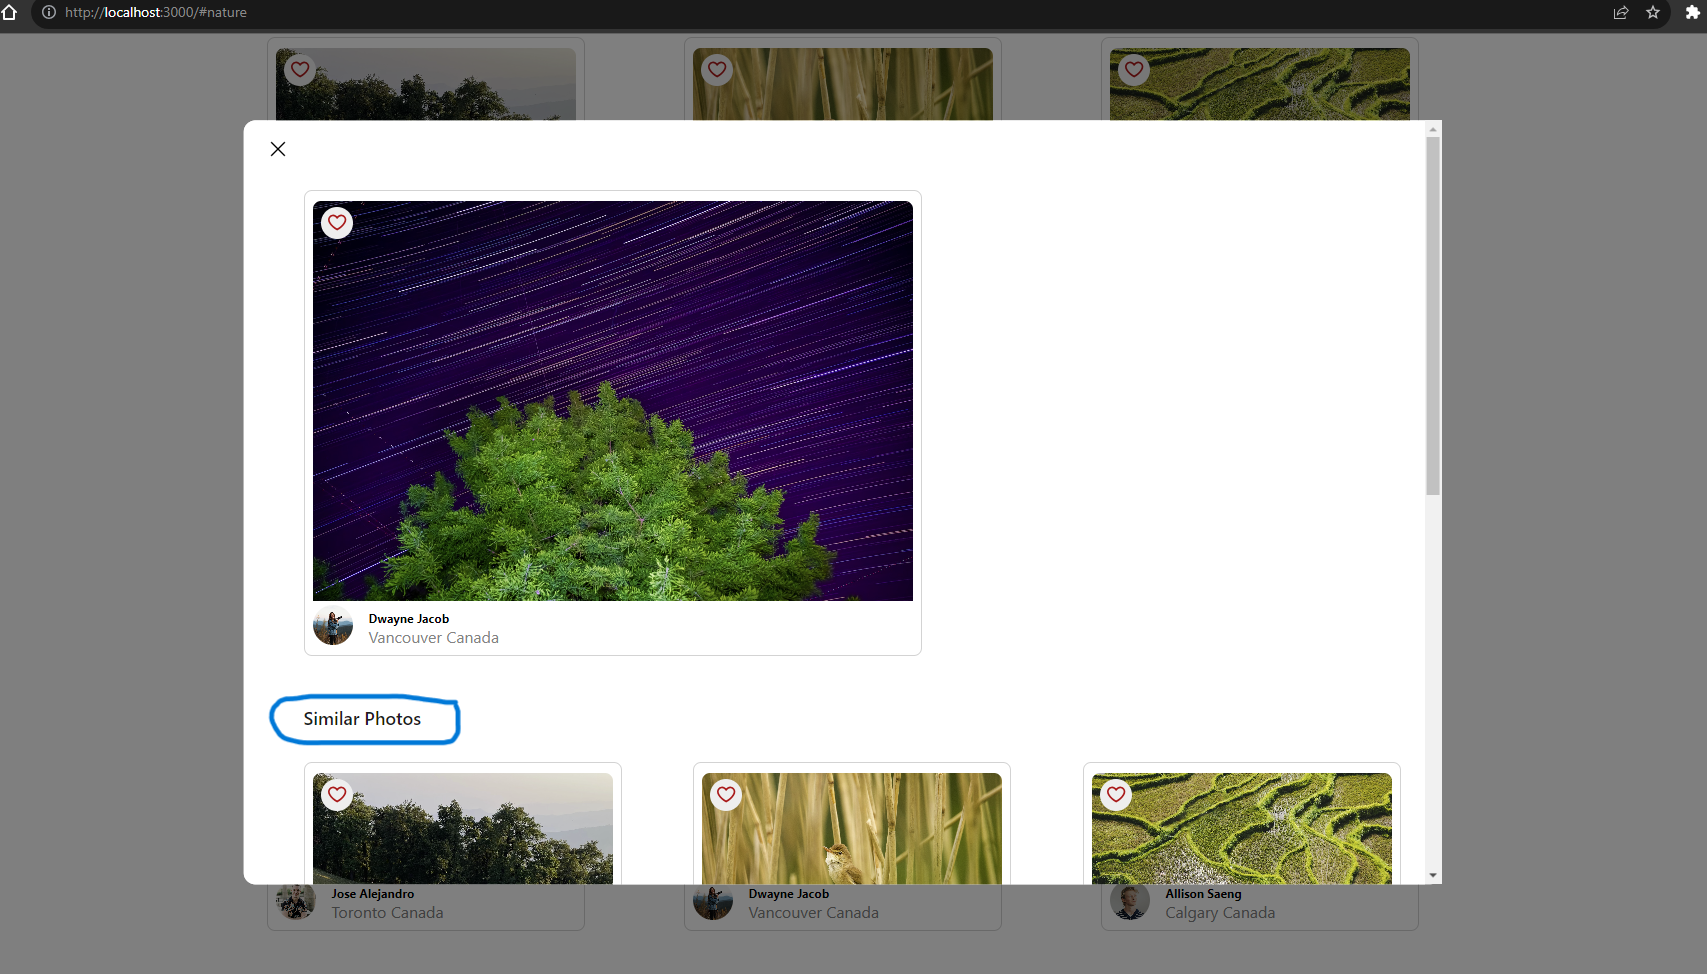 http://localhost:3000/#nature
Dwayne Jacob
Vancouver Canada
Similar Photos
Jose Alejandro
Toronto Canada
Dwayne Jacob
Vancouver Canada
Allison Saeng
Calgary Canada